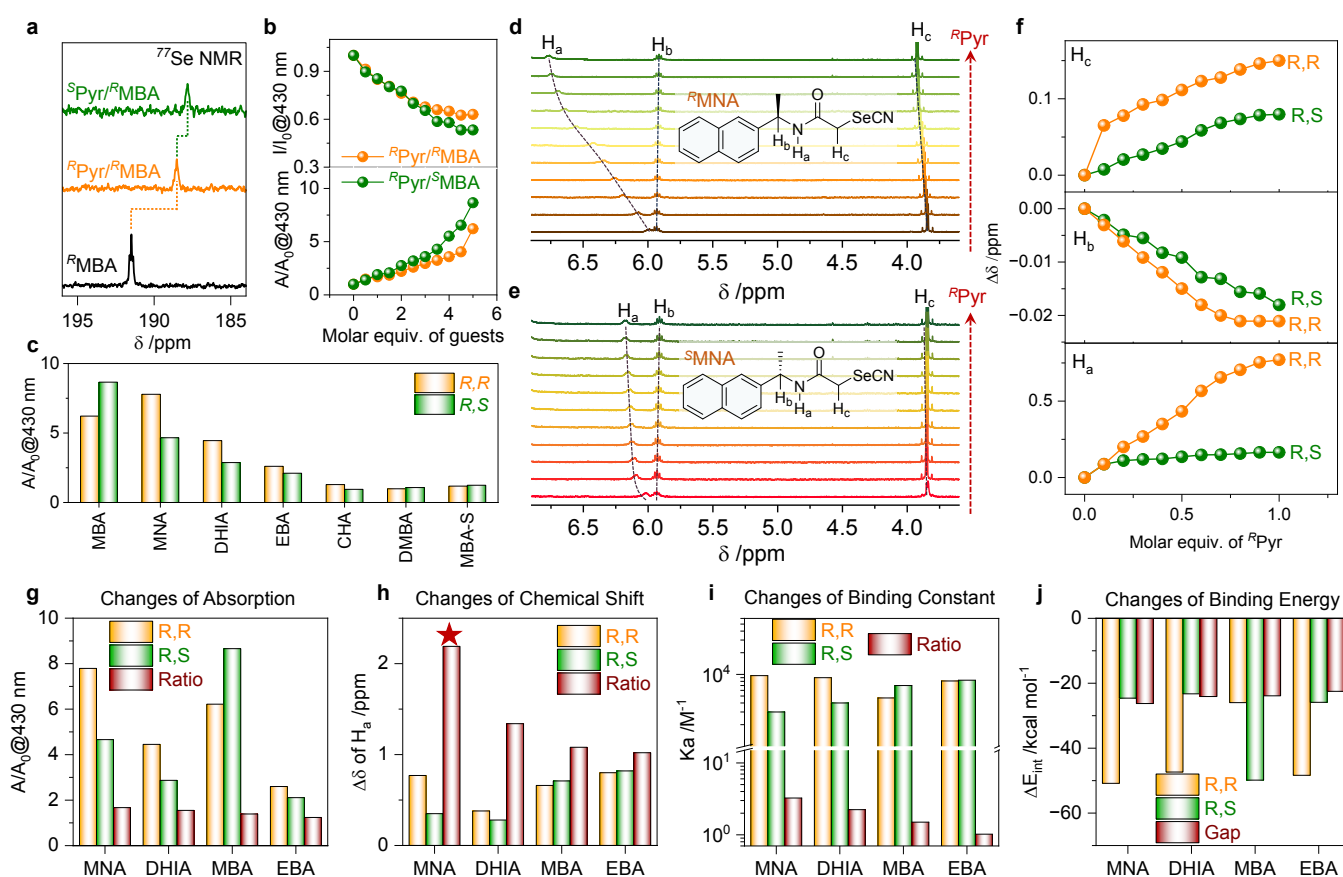 a
⁷⁷Se NMR
ˢPyr/ᴿMBA
ᴿPyr/ᴿMBA
ᴿMBA
195 190 185
δ /ppm
b
I/I₀@430 nm
0.9
0.6
0.3
ᴿPyr/ᴿMBA
ᴿPyr/ˢMBA
A/A₀@430 nm
10
5
0
0 2 4 6
Molar equiv. of guests
c
A/A₀@430 nm
10
5
0
R,R
R,S
MBA MNA DHIA EBA CHA DMBA MBA-S
d
Hₐ H_b H_c
ᴿPyr
ᴿMNA
O
SeCN
N
H_b Hₐ H_c
6.5 6.0 5.5 5.0 4.5 4.0
δ /ppm
e
Hₐ H_b H_c
ᴿPyr
ˢMNA
O
SeCN
N
H_b Hₐ H_c
6.5 6.0 5.5 5.0 4.5 4.0
δ /ppm
f
H_c
R,R
R,S
0.1
0.0
H_b
R,S
R,R
0.00
−0.01
−0.02
Δδ /ppm
Hₐ
R,R
R,S
0.5
0.0
0.0 0.5 1.0
Molar equiv. of ᴿPyr
g
Changes of Absorption
R,R
R,S
Ratio
A/A₀@430 nm
10
8
6
4
2
0
MNA DHIA MBA EBA
h
Changes of Chemical Shift
R,R
R,S
Ratio
Δδ of Hₐ /ppm
2
1
0
MNA DHIA MBA EBA
i
Changes of Binding Constant
R,R
R,S
Ratio
Ka /M⁻¹
10⁴
10¹
10⁰
MNA DHIA MBA EBA
j
Changes of Binding Energy
ΔE_int /kcal mol⁻¹
0
−20
−40
−60
R,R
R,S
Gap
MNA DHIA MBA EBA